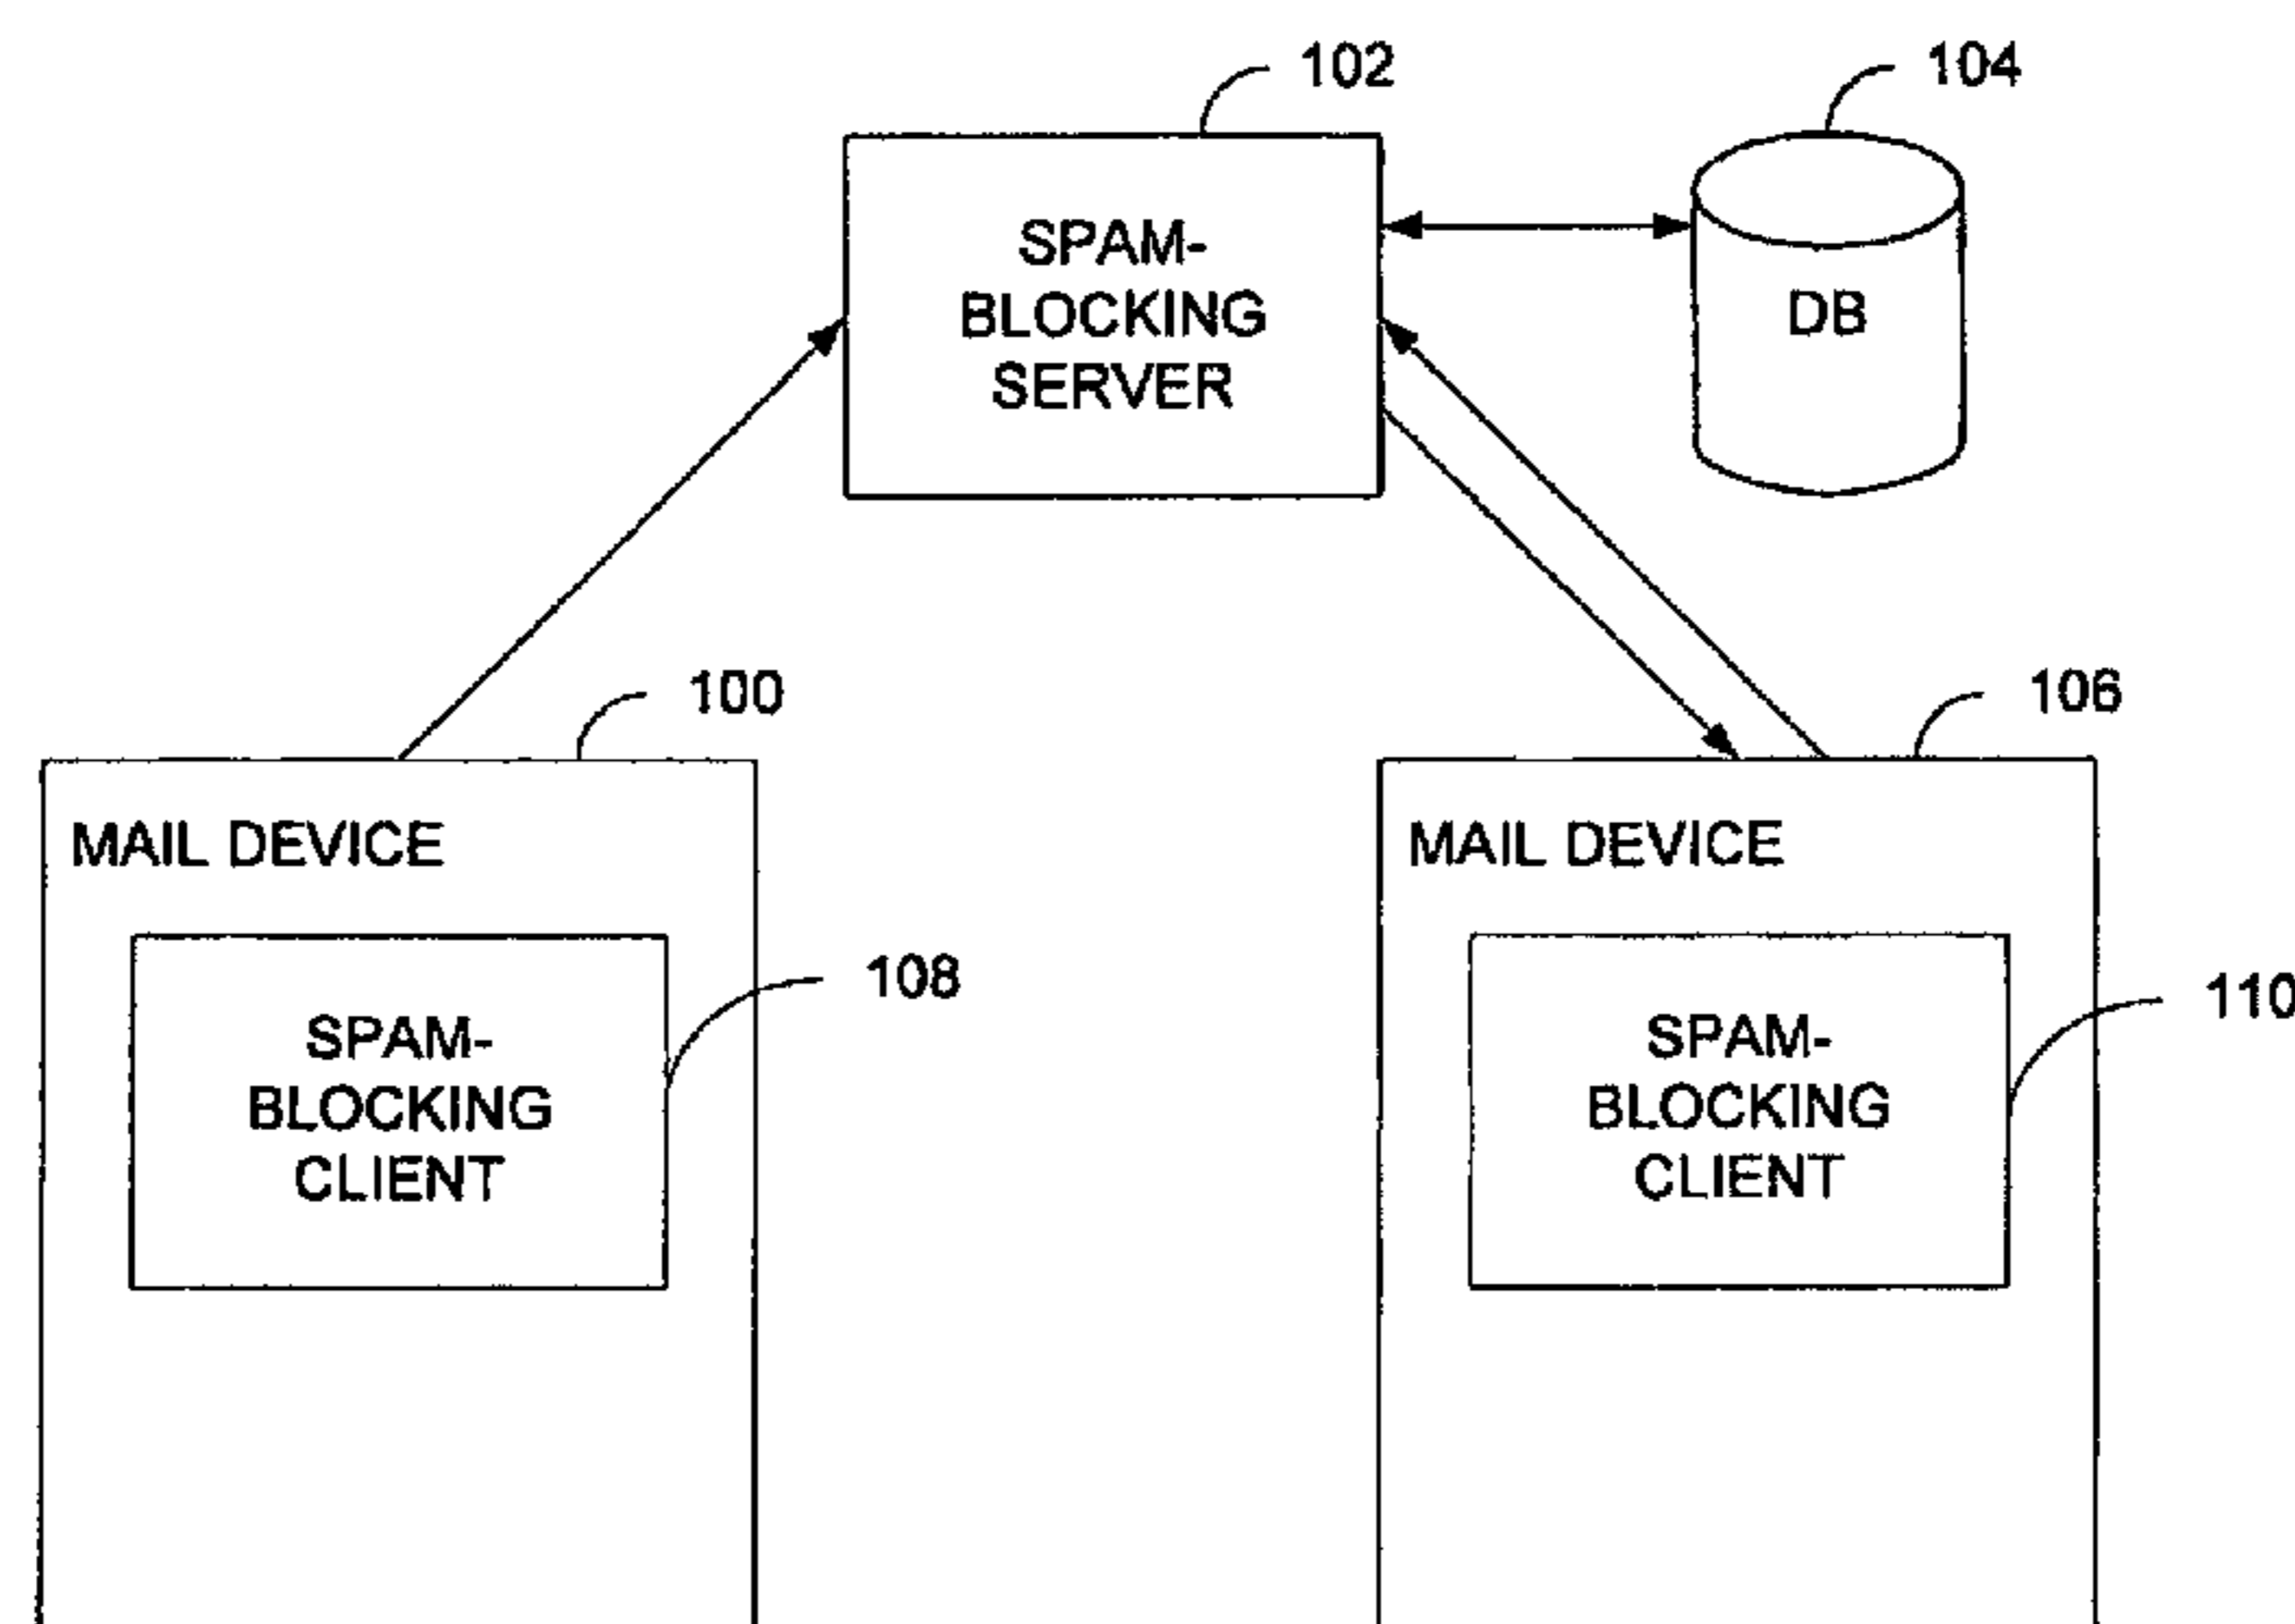 102
104
SPAM-
BLOCKING
SERVER
DB
100
106
MAIL DEVICE
MAIL DEVICE
108
110
SPAM-
BLOCKING
CLIENT
SPAM-
BLOCKING
CLIENT